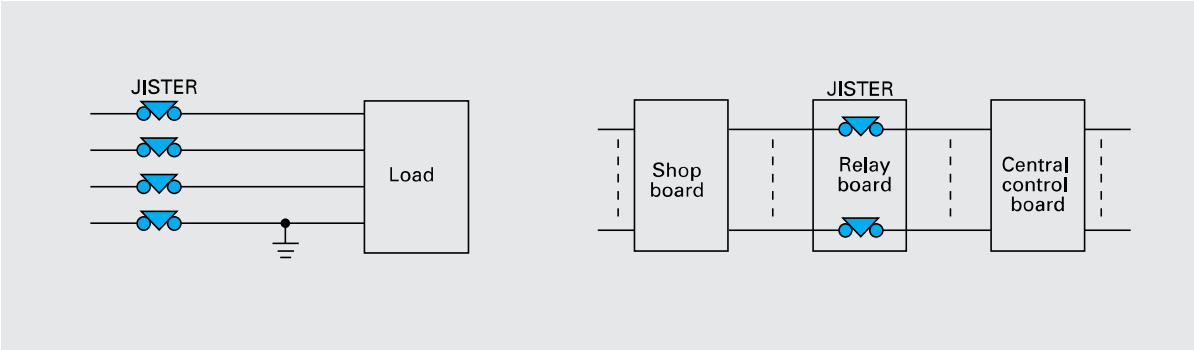 JISTER
Load
JISTER
Shop
board
Relay
board
Central
control
board